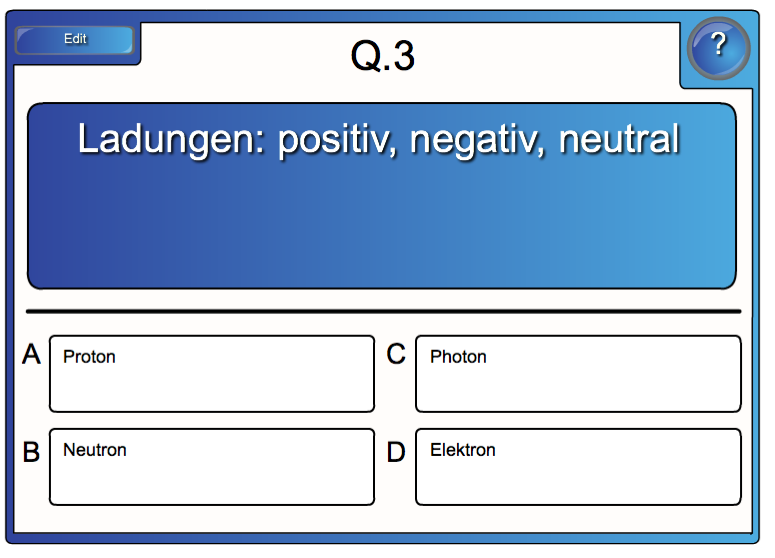 Edit
Q.3
?
Ladungen: positiv, negativ, neutral
A Proton
C Photon
B Neutron
D Elektron